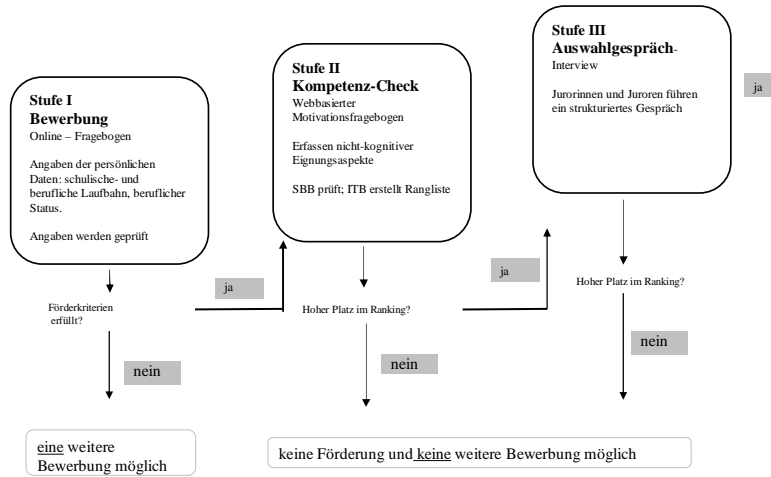 Stufe I
Bewerbung
Online – Fragebogen
Angaben der persönlichen
Daten: schulische- und
berufliche Laufbahn, beruflicher
Status.
Angaben werden geprüft
Förderkriterien
erfüllt?
ja
nein
eine weitere
Bewerbung möglich
Stufe II
Kompetenz-Check
Webbasierter
Motivationsfragebogen
Erfassen nicht-kognitiver
Eignungsaspekte
SBB prüft; ITB erstellt Rangliste
Hoher Platz im Ranking?
ja
nein
Stufe III
Auswahlgespräch-
Interview
Jurorinnen und Juroren führen
ein strukturiertes Gespräch
ja
Hoher Platz im Ranking?
nein
keine Förderung und keine weitere Bewerbung möglich